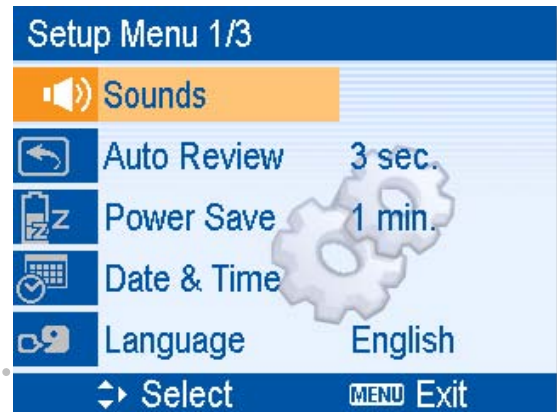 Setup Menu 1/3
Sounds
Auto Review 3 sec.
Power Save 1 min.
Date & Time
Language English
Select MENU Exit